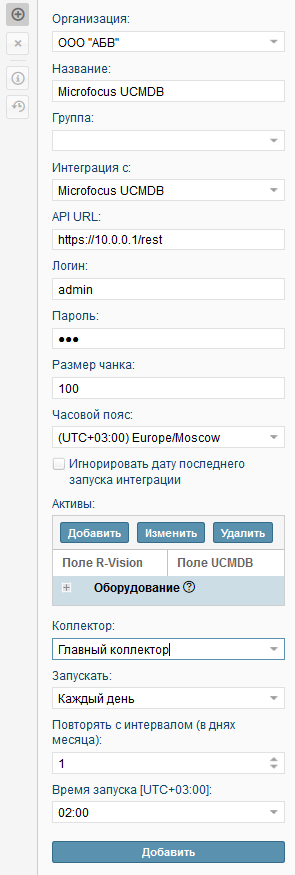 Организация:
ООО "АБВ"
Название:
Microfocus UCMDB
Группа:
Интеграция с:
Microfocus UCMDB
API URL:
https://10.0.0.1/rest
Логин:
admin
Пароль:
●●●
Размер чанка:
100
Часовой пояс:
(UTC+03:00) Europe/Moscow
Игнорировать дату последнего
запуска интеграции
Активы:
Добавить Изменить Удалить
Поле R-Vision Поле UCMDB
Оборудование
Коллектор:
Главный коллектор
Запускать:
Каждый день
Повторять с интервалом (в днях
месяца):
1
Время запуска [UTC+03:00]:
02:00
Добавить